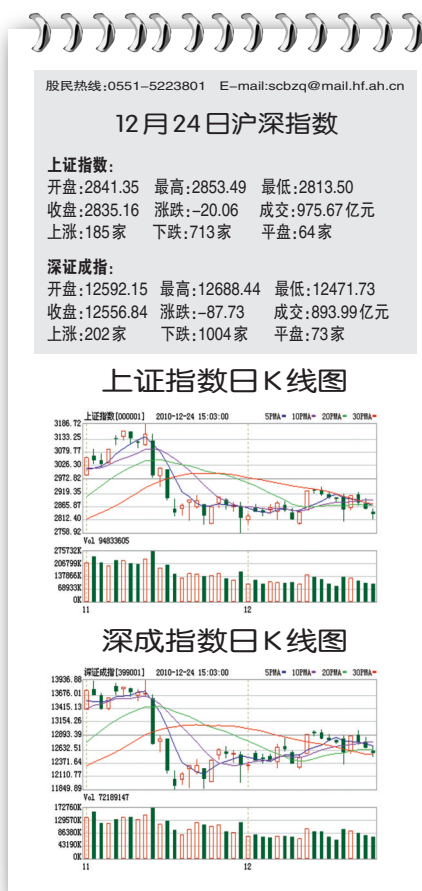 股民热线:0551-5223801 E-mail:scbzq@mail.hf.ah.cn
12月24日沪深指数
上证指数:
开盘:2841.35 最高:2853.49 最低:2813.50
收盘:2835.16 涨跌:-20.06 成交:975.67亿元
上涨:185家 下跌:713家 平盘:64家
深证成指:
开盘:12592.15 最高:12688.44 最低:12471.73
收盘:12556.84 涨跌:-87.73 成交:893.99亿元
上涨:202家 下跌:1004家 平盘:73家
上证指数日K线图
上证指数[000001] 2010-12-24 15:03:00 5PMA 10PMA 20PMA 30PMA
3186.72
3133.25
3079.77
3026.30
2972.82
2919.35
2865.87
2812.40
2758.92
Vol 94833605
275732K
206799K
137866K
68933K
0K
11 12
深成指数日K线图
深证成指[399001] 2010-12-24 15:03:00 5PMA 10PMA 20PMA 30PMA
13936.88
13676.01
13415.13
13154.26
12893.39
12632.51
12371.64
12110.77
11849.89
Vol 72189147
172760K
129570K
86380K
43190K
0K
11 12